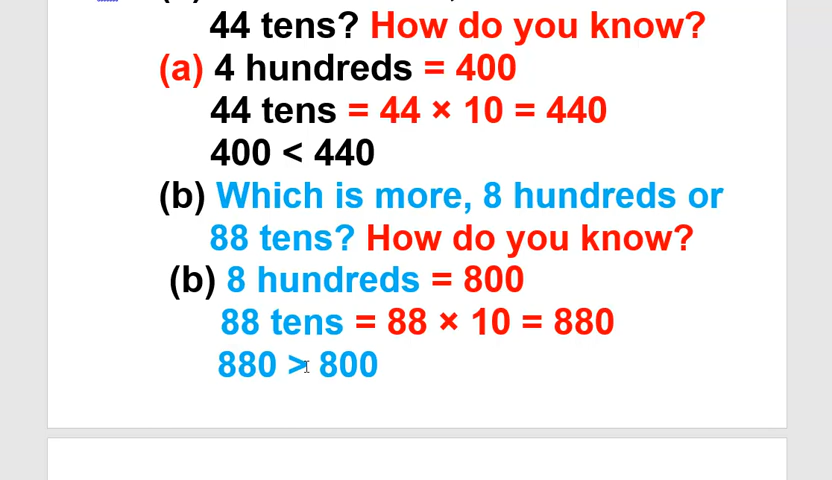 44 tens? How do you know?
(a) 4 hundreds = 400
44 tens = 44 × 10 = 440
400 < 440
(b) Which is more, 8 hundreds or
88 tens? How do you know?
(b) 8 hundreds = 800
88 tens = 88 × 10 = 880
880 > 800